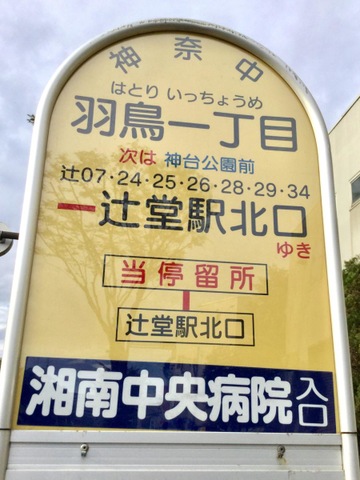 神奈中
はとり いっちょうめ
羽鳥一丁目
次は 神台公園前
辻07・24・25・26・28・29・34
辻堂駅北口
ゆき
当停留所
辻堂駅北口
湘南中央病院入口